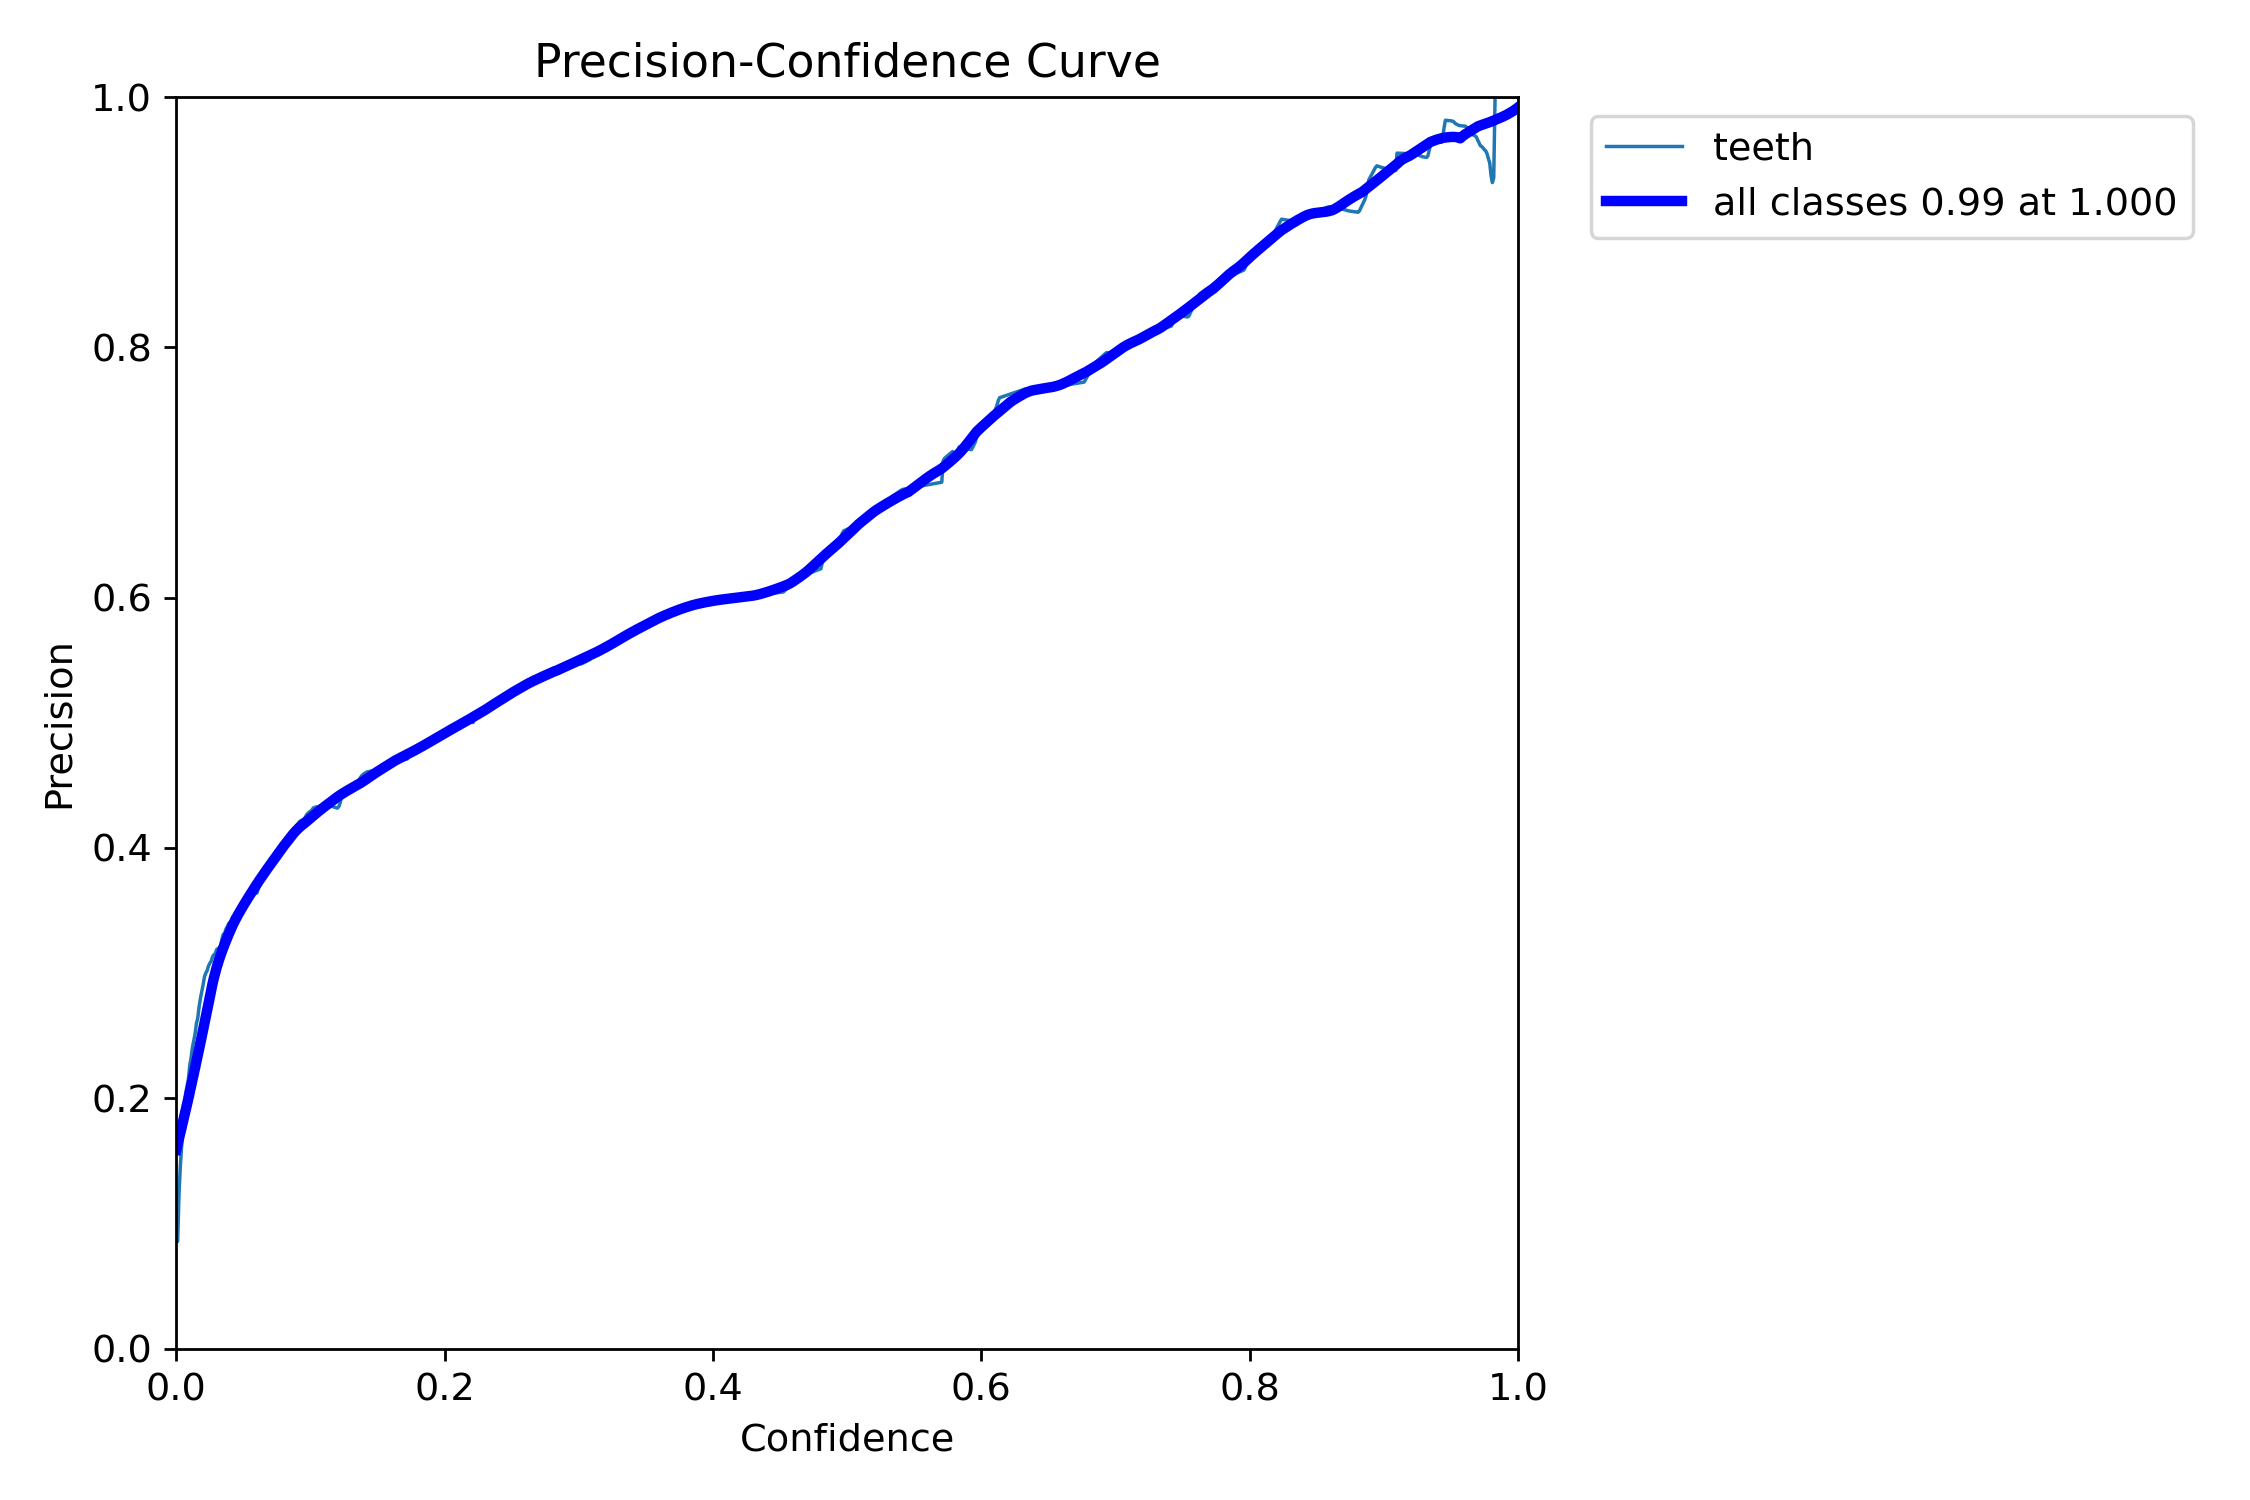 Precision-Confidence Curve
1.0
0.8
0.6
0.4
0.2
0.0
Precision
0.0 0.2 0.4 0.6 0.8 1.0
Confidence
teeth
all classes 0.99 at 1.000